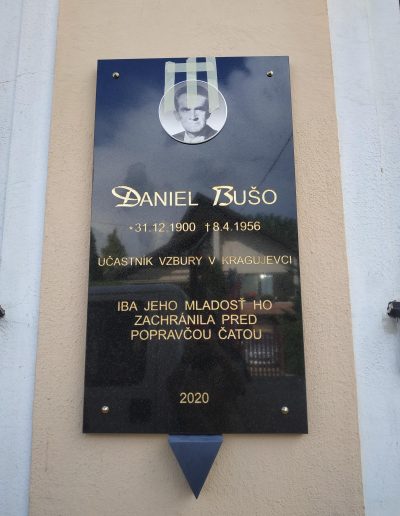 DANIEL BUŠO
* 31.12.1900 † 8.4.1956
ÚČASTNÍK VZBURY V KRAGUJEVCI
IBA JEHO MLADOSŤ HO
ZACHRÁNILA PRED
POPRAVČOU ČATOU
2020